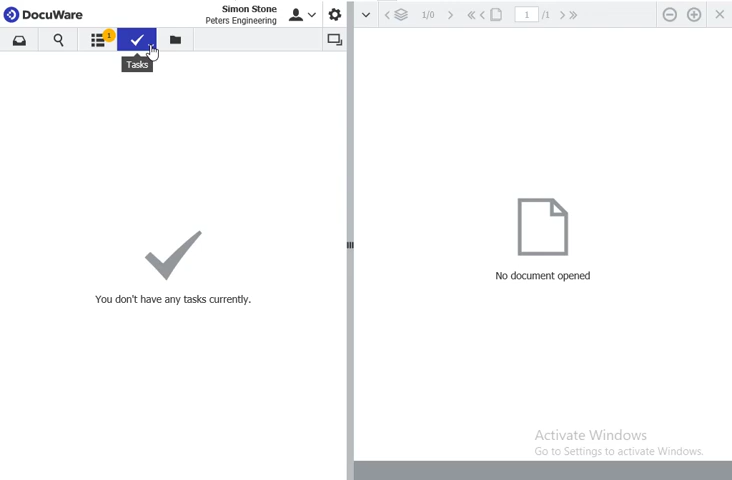 DocuWare
Simon Stone
Peters Engineering
1/0
1
/1
1
Tasks
You don't have any tasks currently.
No document opened
Activate Windows
Go to Settings to activate Windows.